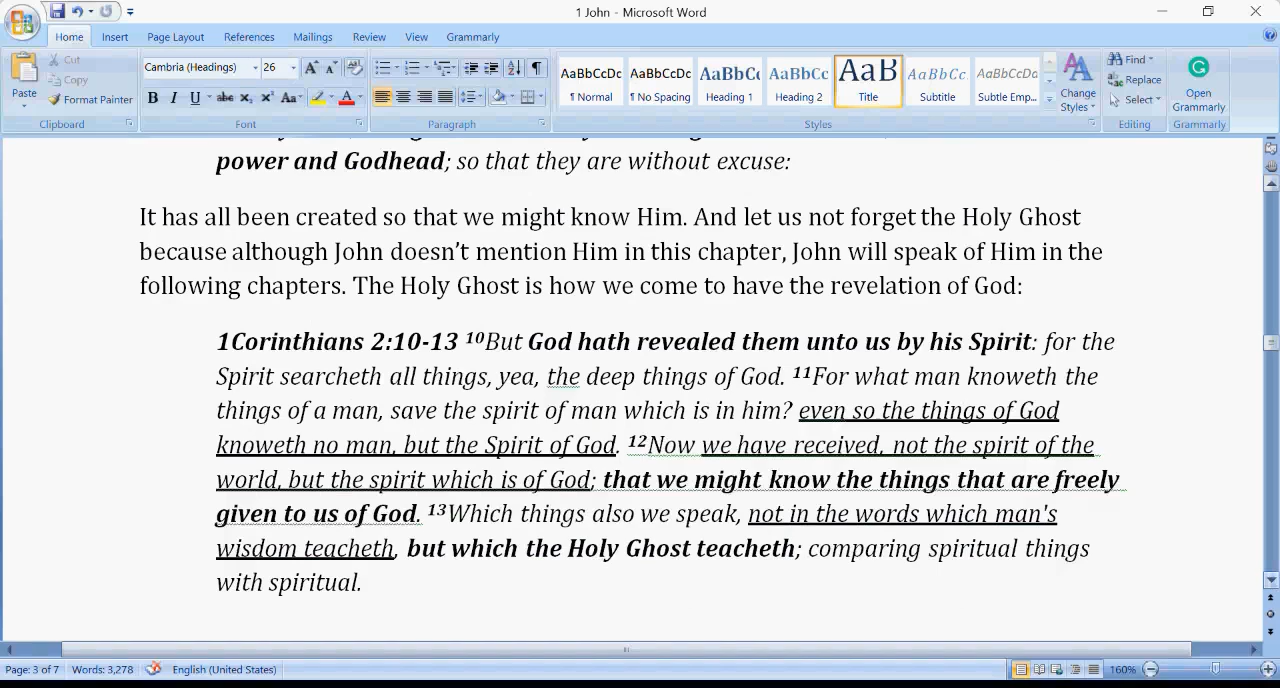 1 John - Microsoft Word
Home Insert Page Layout References Mailings Review View Grammarly
Paste Cut Copy Format Painter
Cambria (Headings) 26
B I U abc x₂ x² Aa A
AaBbCcDc AaBbCcDc AaBbCc AaBbCc AaB AaBbCc AaBbCcDa
¶ Normal ¶ No Spacing Heading 1 Heading 2 Title Subtitle Subtle Emp...
Change Styles
Find Replace Select
Open Grammarly
Clipboard Font Paragraph Styles Editing Grammarly
power and Godhead; so that they are without excuse:
It has all been created so that we might know Him. And let us not forget the Holy Ghost
because although John doesn’t mention Him in this chapter, John will speak of Him in the
following chapters. The Holy Ghost is how we come to have the revelation of God:
1Corinthians 2:10-13 ¹⁰But God hath revealed them unto us by his Spirit: for the
Spirit searcheth all things, yea, the deep things of God. ¹¹For what man knoweth the
things of a man, save the spirit of man which is in him? even so the things of God
knoweth no man, but the Spirit of God. ¹²Now we have received, not the spirit of the
world, but the spirit which is of God; that we might know the things that are freely
given to us of God. ¹³Which things also we speak, not in the words which man's
wisdom teacheth, but which the Holy Ghost teacheth; comparing spiritual things
with spiritual.
Page: 3 of 7 Words: 3,278 English (United States) 160%